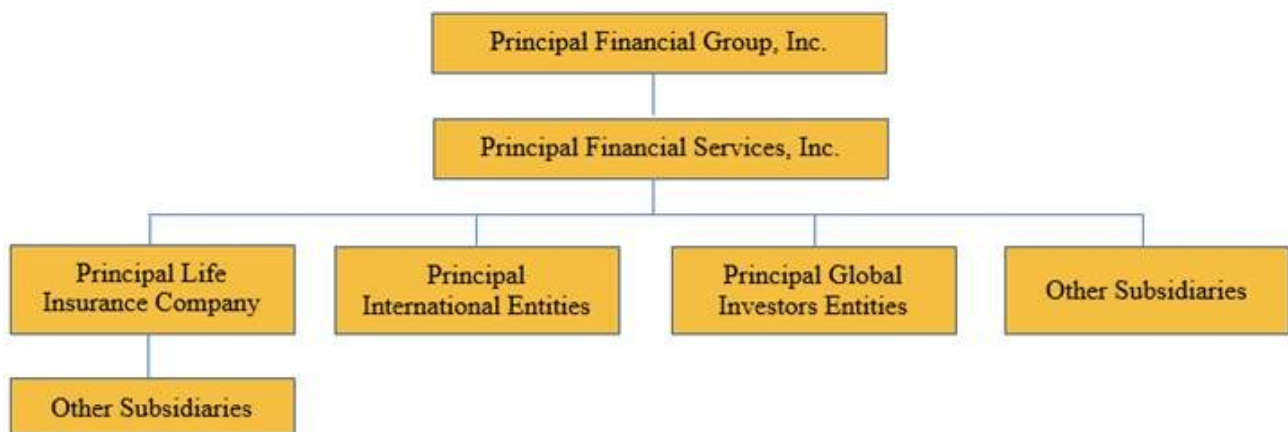 Principal Financial Group, Inc.
Principal Financial Services, Inc.
Principal Life
Insurance Company
Principal
International Entities
Principal Global
Investors Entities
Other Subsidiaries
Other Subsidiaries